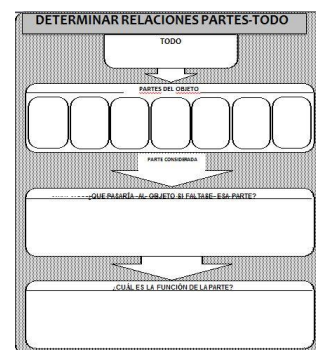 DETERMINAR RELACIONES PARTES-TODO
TODO
PARTES DEL OBJETO
PARTE CONSIDERADA
¿QUE PASARÍA AL OBJETO SI FALTASE ESA PARTE?
¿CUÁL ES LA FUNCIÓN DE LA PARTE?